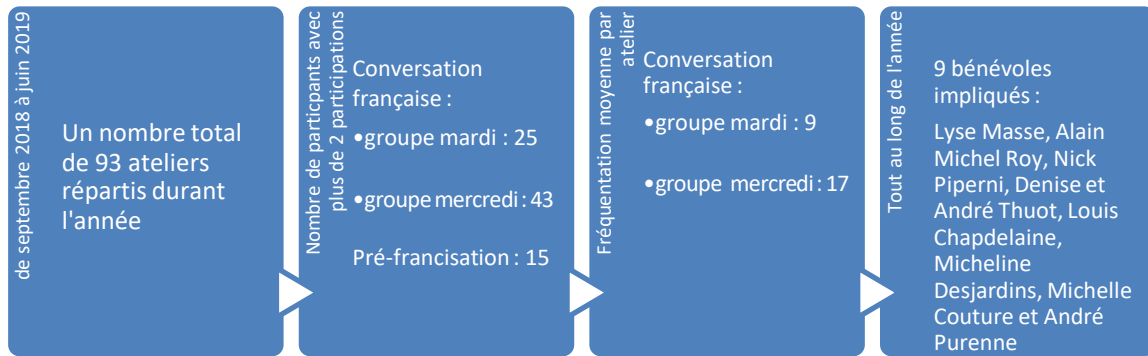 de septembre 2018 à juin 2019
Un nombre total
de 93 ateliers
répartis durant
l'année
Nombre de particpants avec
plus de 2 participations
Conversation
française :
•groupe mardi : 25
•groupe mercredi : 43
Pré-francisation : 15
Fréquentation moyenne par
atelier
Conversation
française :
•groupe mardi : 9
•groupe mercredi : 17
Tout au long de l'année
9 bénévoles
impliqués :
Lyse Masse, Alain
Michel Roy, Nick
Piperni, Denise et
André Thuot, Louis
Chapdelaine,
Micheline
Desjardins, Michelle
Couture et André
Purenne